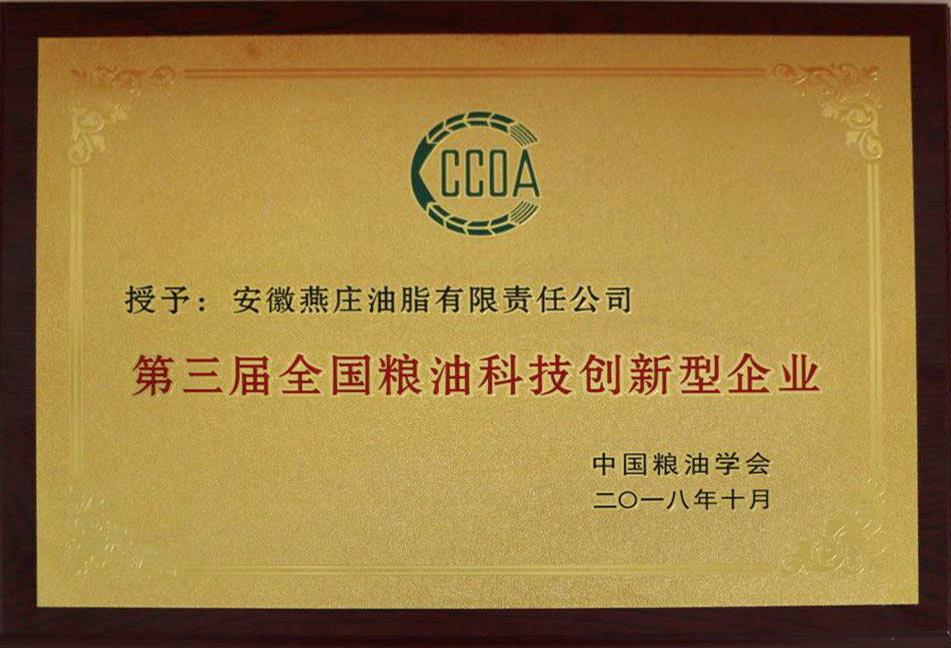 CCOA
授予：安徽燕庄油脂有限责任公司
第三届全国粮油科技创新型企业
中国粮油学会
二〇一八年十月